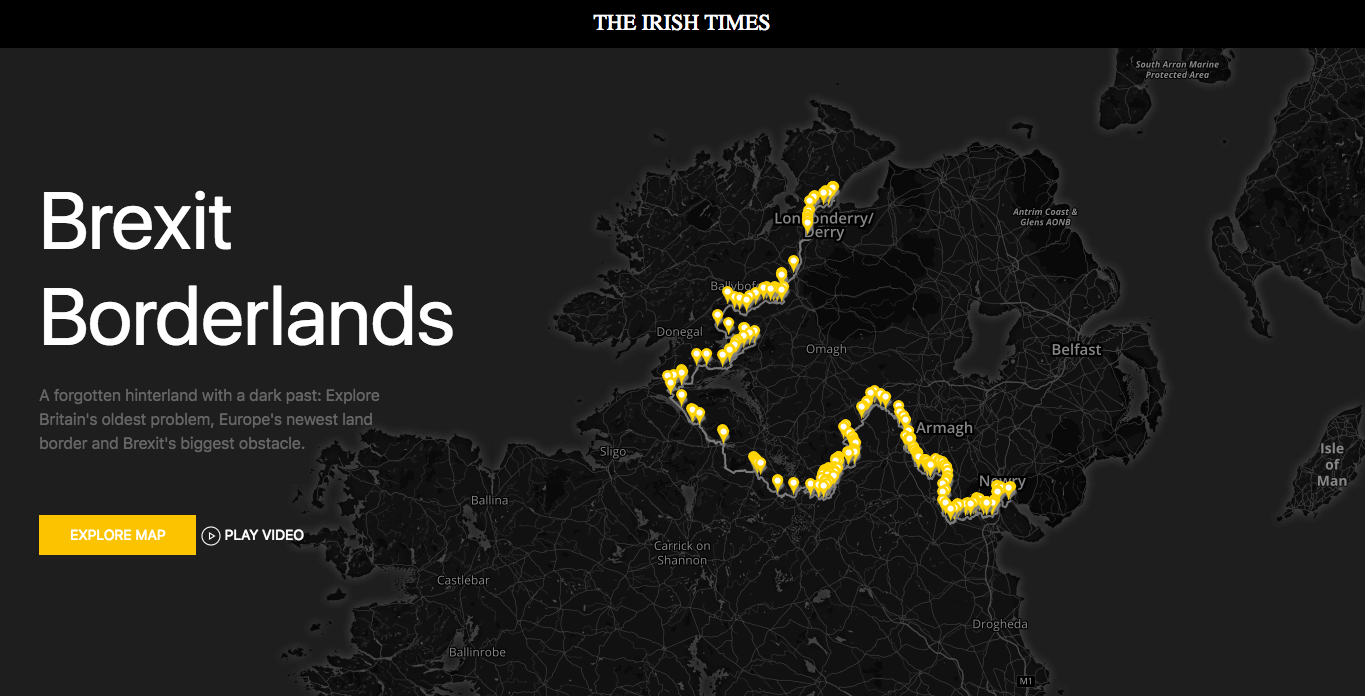 THE IRISH TIMES
South Arran Marine
Protected Area
Brexit
Borderlands
A forgotten hinterland with a dark past: Explore
Britain's oldest problem, Europe's newest land
border and Brexit's biggest obstacle.
EXPLORE MAP
PLAY VIDEO
Antrim Coast &
Glens AONB
Londonderry/
Derry
Donegal
Omagh
Belfast
Armagh
Sligo
Isle
of
Man
Newry
Ballina
Carrick on
Shannon
Castlebar
Drogheda
Ballinrobe
M1